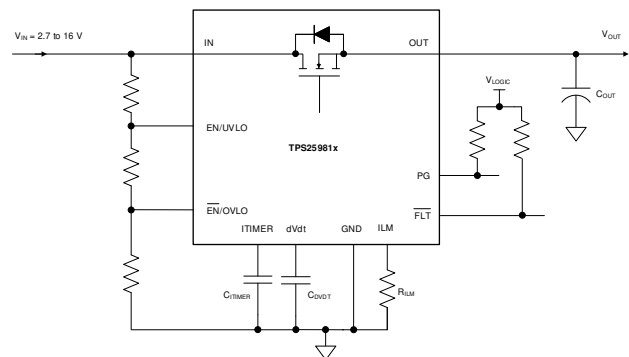 VIN = 2.7 to 16 V
IN
OUT
VOUT
VLOGIC
COUT
EN/UVLO
TPS25981x
EN/OVLO
PG
FLT
ITIMER
dVdt
GND
ILM
CITIMER
CDVDT
RILM